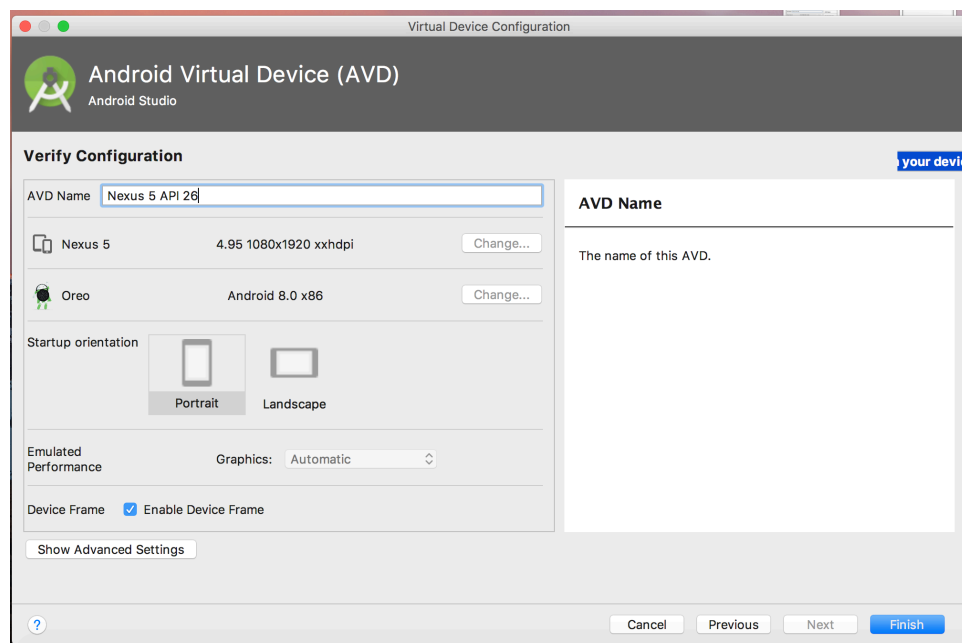 Virtual Device Configuration
Android Virtual Device (AVD)
Android Studio
Verify Configuration
your devi
AVD Name Nexus 5 API 26
AVD Name
Nexus 5 4.95 1080x1920 xxhdpi Change...
The name of this AVD.
Oreo Android 8.0 x86 Change...
Startup orientation
Portrait Landscape
Emulated
Performance
Graphics: Automatic
Device Frame Enable Device Frame
Show Advanced Settings
? Cancel Previous Next Finish